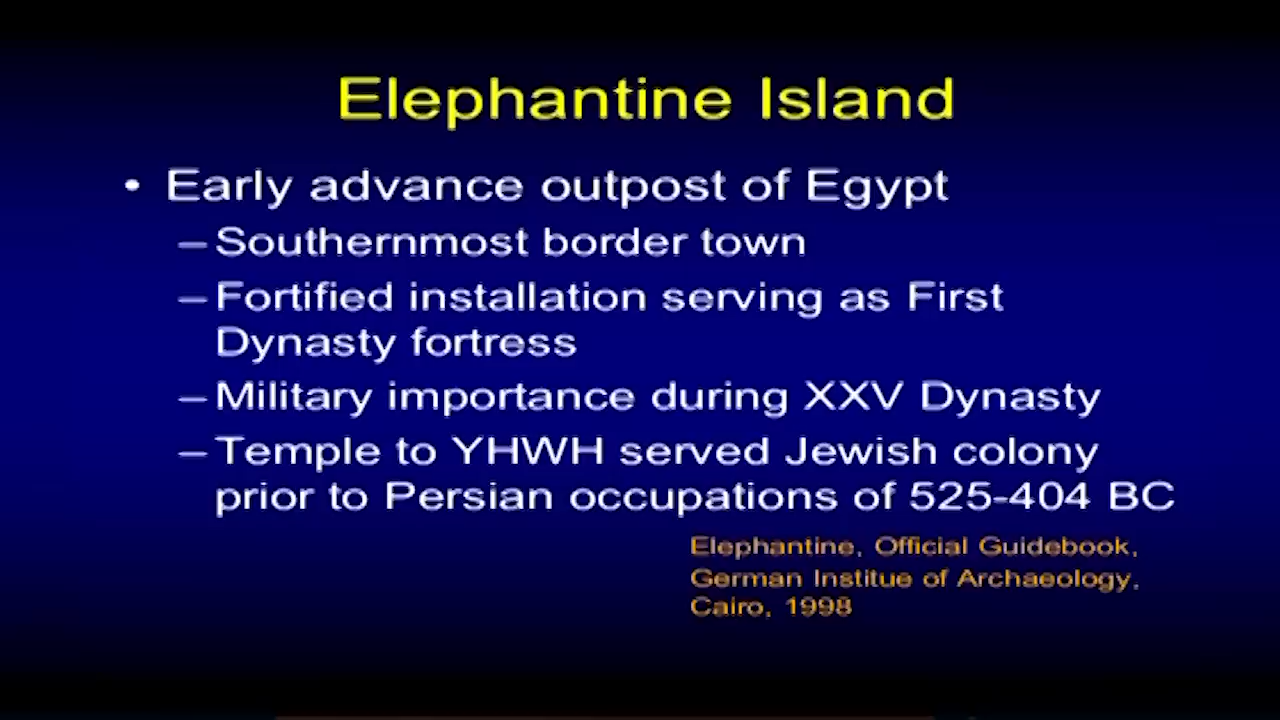 Elephantine Island
• Early advance outpost of Egypt
– Southernmost border town
– Fortified installation serving as First
Dynasty fortress
– Military importance during XXV Dynasty
– Temple to YHWH served Jewish colony
prior to Persian occupations of 525-404 BC
Elephantine, Official Guidebook,
German Institue of Archaeology,
Cairo, 1998